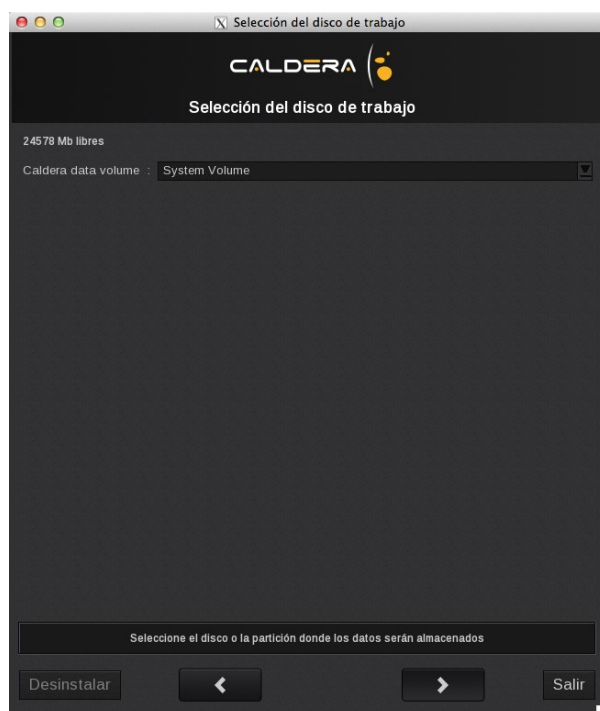 Selección del disco de trabajo
CALDERA
Selección del disco de trabajo
24578 Mb libres
Caldera data volume : System Volume
Seleccione el disco o la partición donde los datos serán almacenados
Desinstalar
Salir